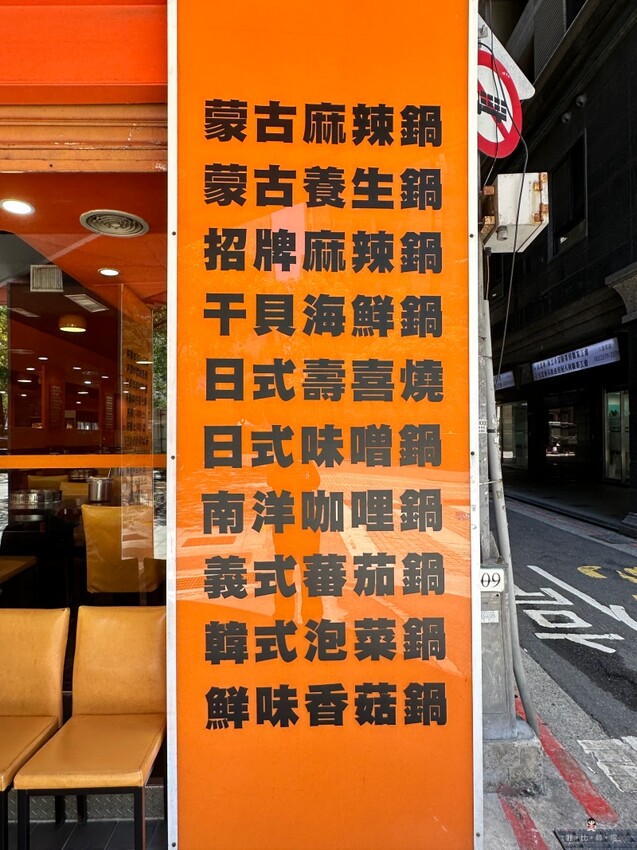 蒙古麻辣鍋
蒙古養生鍋
招牌麻辣鍋
干貝海鮮鍋
日式壽喜燒
日式味噌鍋
南洋咖哩鍋
義式蕃茄鍋
韓式泡菜鍋
鮮味香菇鍋
09